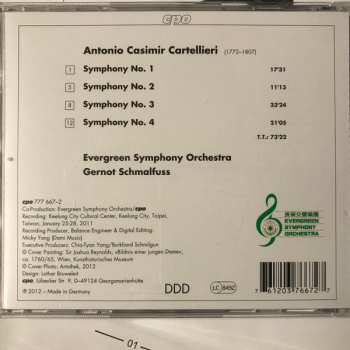 cpo
Antonio Casimir Cartellieri (1772–1807)
1 Symphony No. 1 17'31
5 Symphony No. 2 11'13
8 Symphony No. 3 23'24
12 Symphony No. 4 21'05
T.T.: 73'22
Evergreen Symphony Orchestra
Gernot Schmalfuss
cpo 777 667–2
Co-Production: Evergreen Symphony Orchestra/cpo
Recording: Keelung City Cultural Center, Keelung City, Taipei,
Taiwan, January 25-28, 2011
Recording Producer, Balance Engineer & Digital Editing:
Micky Yang (Dami Music)
Executive Producers: Chia-Tyan Yang/Burkhard Schmilgun
© Cover Painting: Sir Joshua Reynolds, »Bildnis einer jungen Dame«,
ca. 1760/65, Wien, Kunsthistorisches Museum
© Cover Photo: Artothek, 2012
Design: Lothar Bruweleit
cpo, Lübecker Str. 9, D–49124 Georgsmarienhütte
℗ 2012 – Made in Germany
長榮交響樂團
EVERGREEN
SYMPHONY
ORCHESTRA
DDD
LC 8492
7 61203 76672 7
01